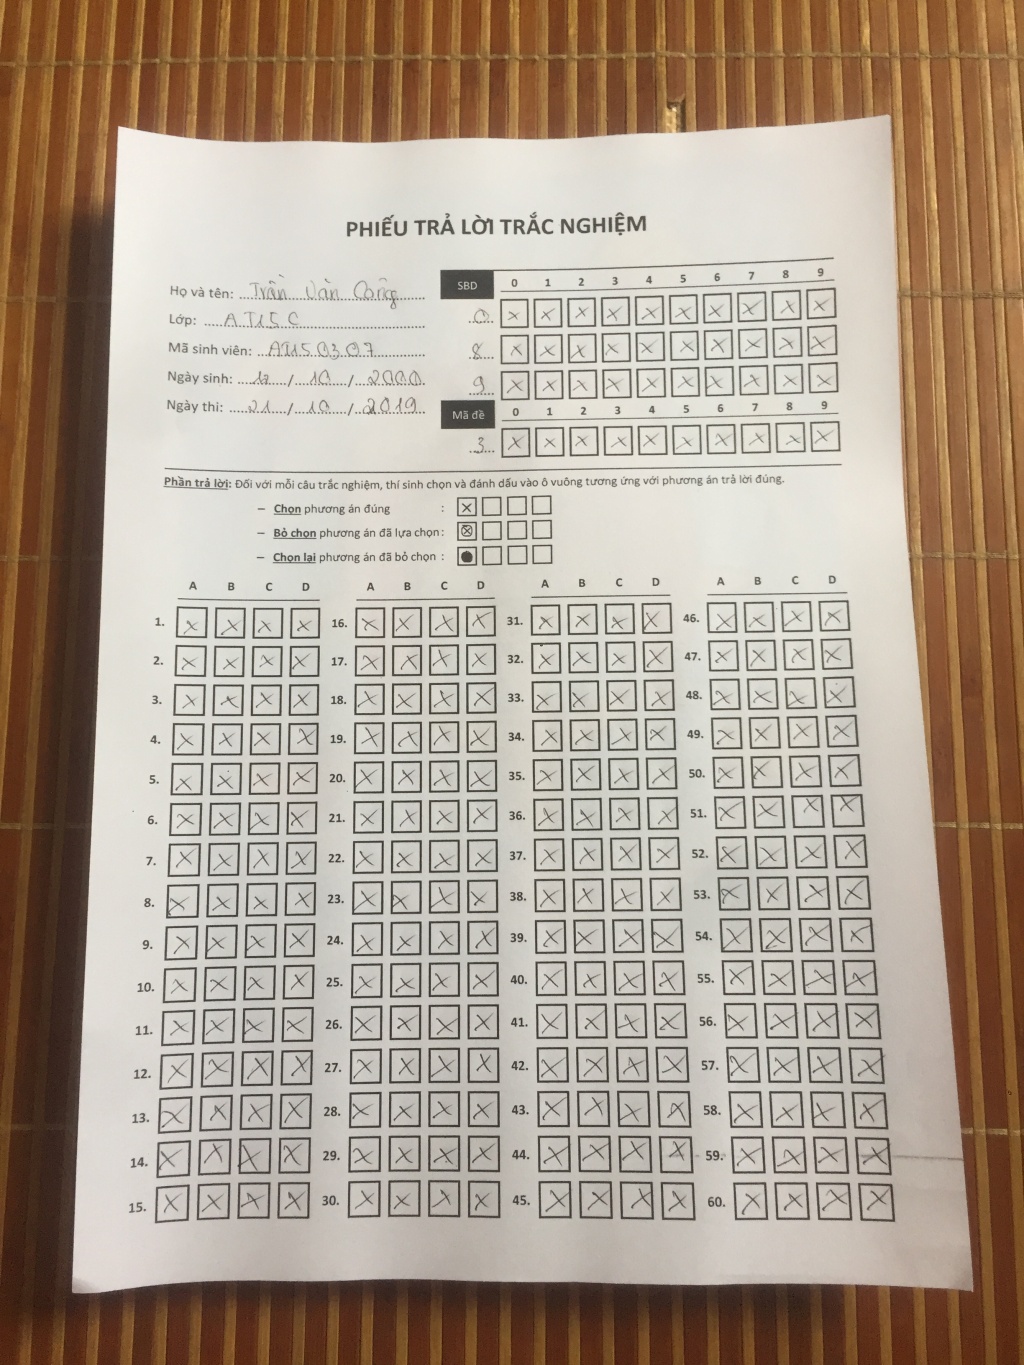 PHIẾU TRẢ LỜI TRẮC NGHIỆM
Họ và tên: Trần Văn Công
Lớp: AT15C
Mã sinh viên: AT150307
Ngày sinh: 12 / 10 / 2000
Ngày thi: 21 / 10 / 2019
SBD 0 1 2 3 4 5 6 7 8 9
0 × × × × × × × × × ×
8 × × × × × × × × × ×
9 × × × × × × × × × ×
Mã đề 0 1 2 3 4 5 6 7 8 9
3 × × × × × × × × × ×
Phần trả lời: Đối với mỗi câu trắc nghiệm, thí sinh chọn và đánh dấu vào ô vuông tương ứng với phương án trả lời đúng.
– Chọn phương án đúng : ×
– Bỏ chọn phương án đã lựa chọn : ⊗
– Chọn lại phương án đã bỏ chọn : ●
A B C D A B C D A B C D A B C D
1. × × × × 16. × × × × 31. × × × × 46. × × × ×
2. × × × × 17. × × × × 32. × × × × 47. × × × ×
3. × × × × 18. × × × × 33. × × × × 48. × × × ×
4. × × × × 19. × × × × 34. × × × × 49. × × × ×
5. × × × × 20. × × × × 35. × × × × 50. × × × ×
6. × × × × 21. × × × × 36. × × × × 51. × × × ×
7. × × × × 22. × × × × 37. × × × × 52. × × × ×
8. × × × × 23. × × × × 38. × × × × 53. × × × ×
9. × × × × 24. × × × × 39. × × × × 54. × × × ×
10. × × × × 25. × × × × 40. × × × × 55. × × × ×
11. × × × × 26. × × × × 41. × × × × 56. × × × ×
12. × × × × 27. × × × × 42. × × × × 57. × × × ×
13. × × × × 28. × × × × 43. × × × × 58. × × × ×
14. × × × × 29. × × × × 44. × × × × 59. × × × ×
15. × × × × 30. × × × × 45. × × × × 60. × × × ×